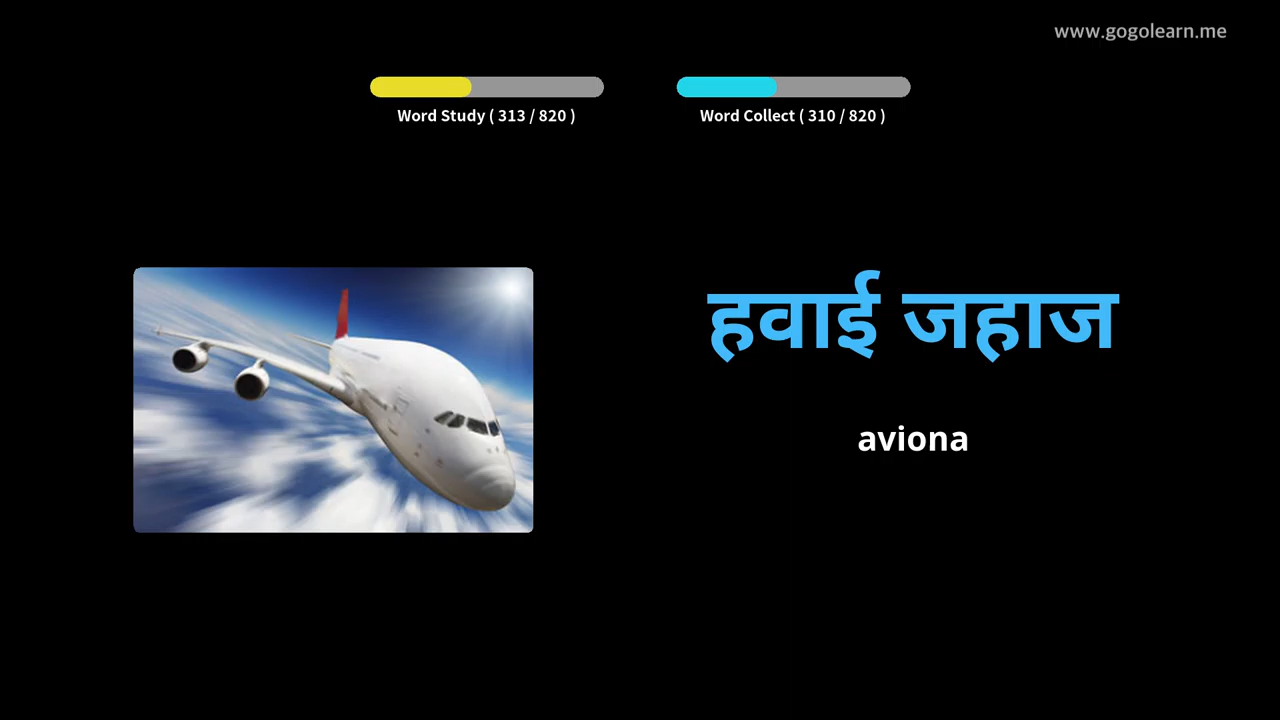 www.gogolearn.me
Word Study ( 313 / 820 )
Word Collect ( 310 / 820 )
हवाई जहाज
aviona